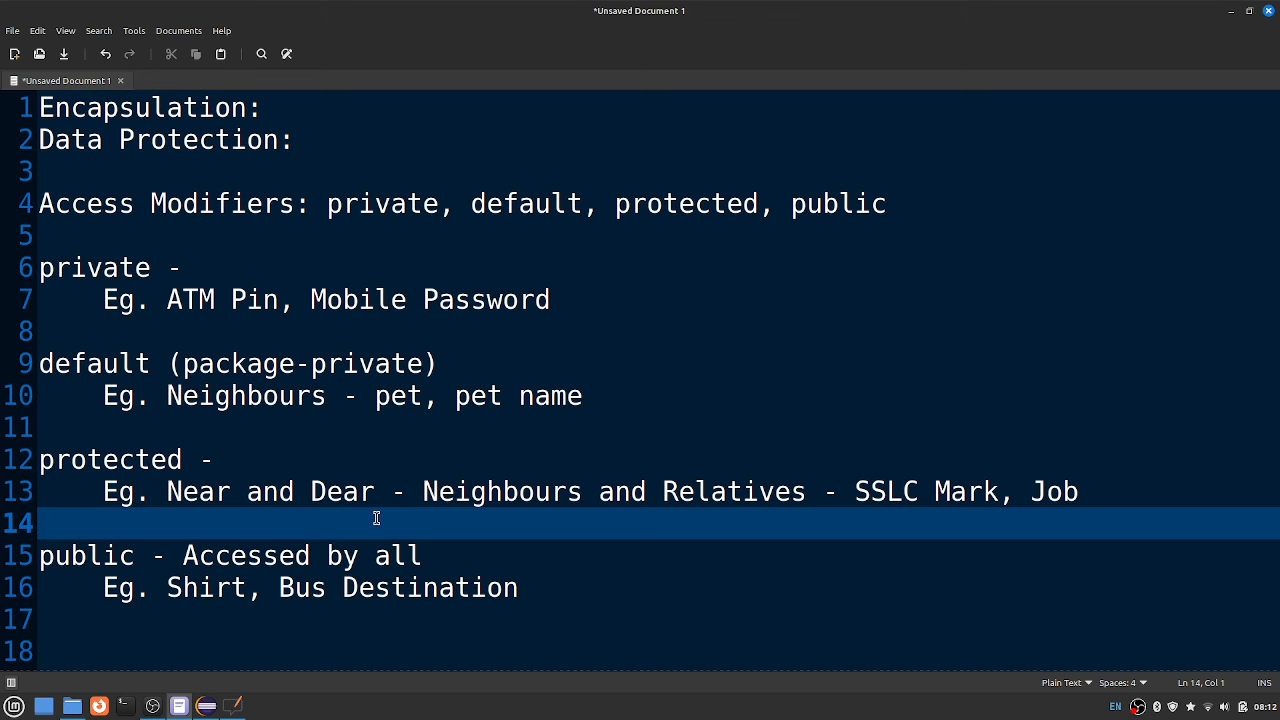 *Unsaved Document 1
File Edit View Search Tools Documents Help
*Unsaved Document 1
1 Encapsulation:
2 Data Protection:
3
4 Access Modifiers: private, default, protected, public
5
6 private -
7 Eg. ATM Pin, Mobile Password
8
9 default (package-private)
10 Eg. Neighbours - pet, pet name
11
12 protected -
13 Eg. Near and Dear - Neighbours and Relatives - SSLC Mark, Job
14
15 public - Accessed by all
16 Eg. Shirt, Bus Destination
17
18
Plain Text Spaces: 4 Ln 14, Col 1 INS
EN 08:12